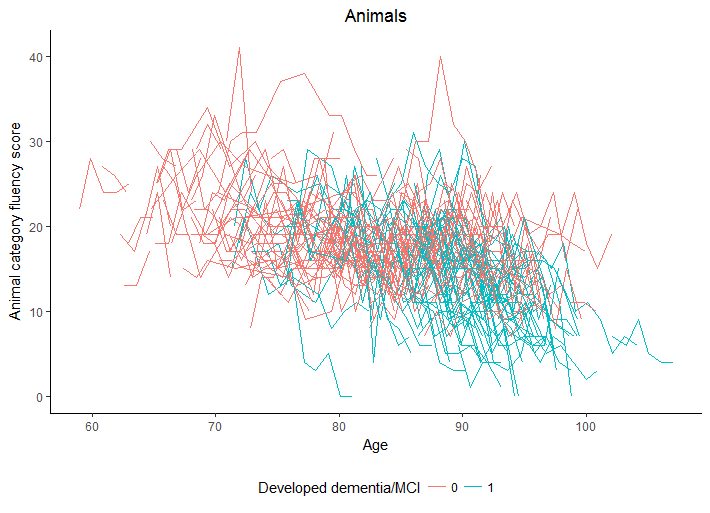 Animals
Animal category fluency score
40
30
20
10
0
60 70 80 90 100
Age
Developed dementia/MCI 0 1